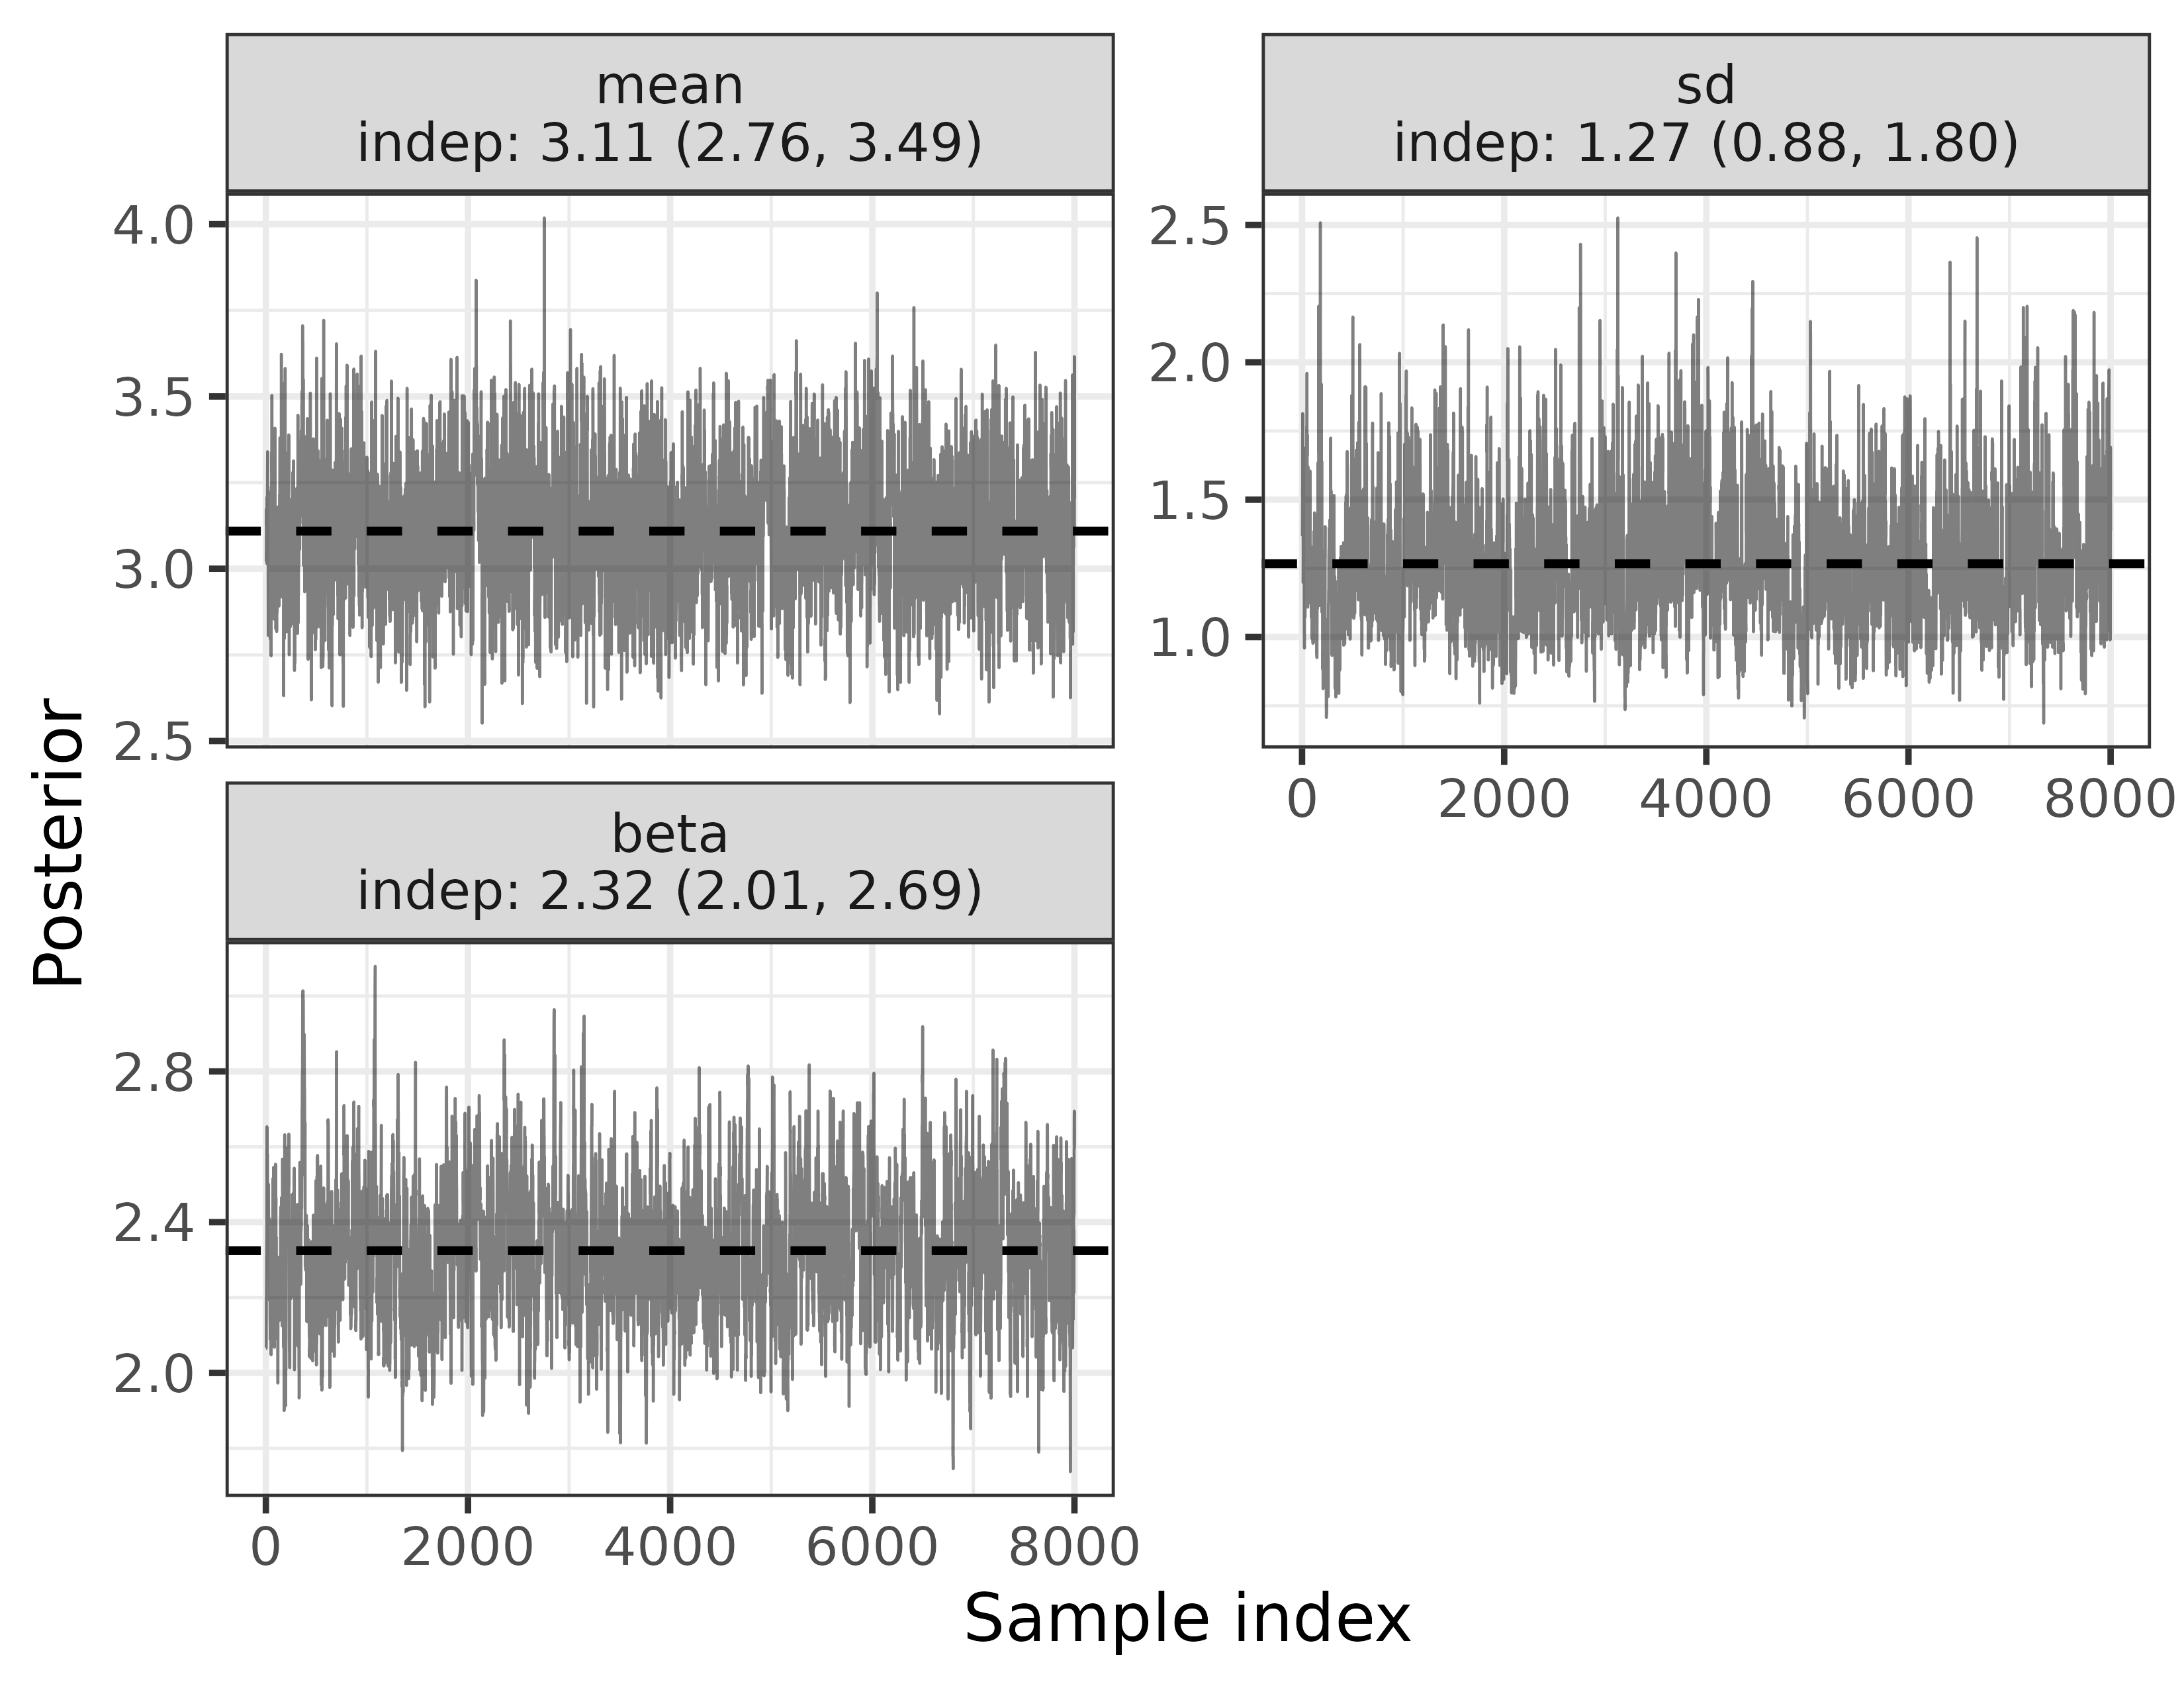 mean
indep: 3.11 (2.76, 3.49)
4.0
3.5
3.0
2.5
sd
indep: 1.27 (0.88, 1.80)
2.5
2.0
1.5
1.0
0 2000 4000 6000 8000
Posterior
beta
indep: 2.32 (2.01, 2.69)
2.8
2.4
2.0
0 2000 4000 6000 8000
Sample index